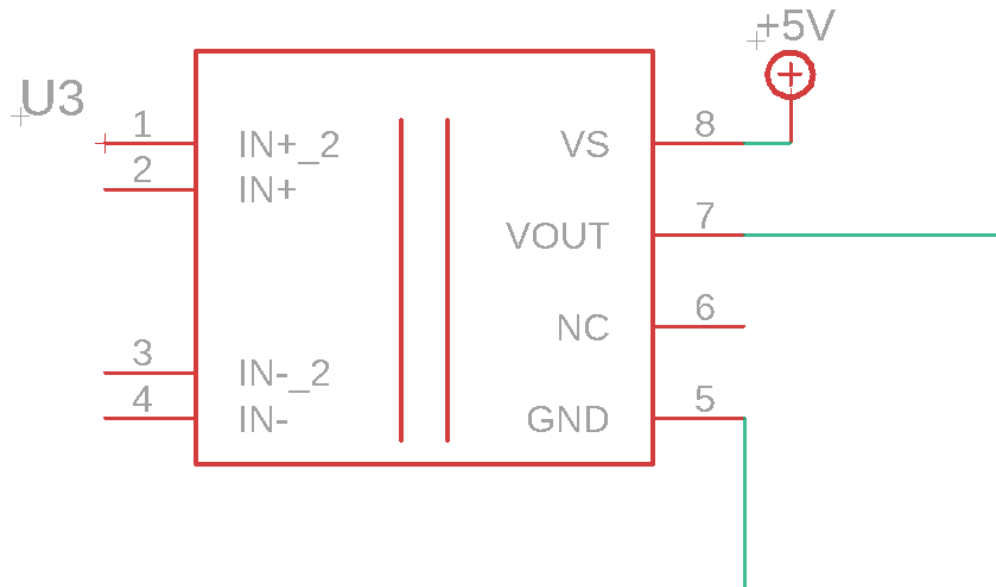 +5V
U3
1 IN+_2 VS 8
2 IN+
VOUT 7
NC 6
3 IN-_2
4 IN- GND 5